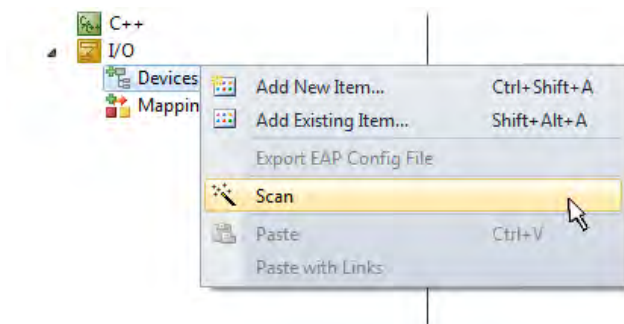 C++
I/O
Devices
Mappin
Add New Item... Ctrl+Shift+A
Add Existing Item... Shift+Alt+A
Export EAP Config File
Scan
Paste Ctrl+V
Paste with Links